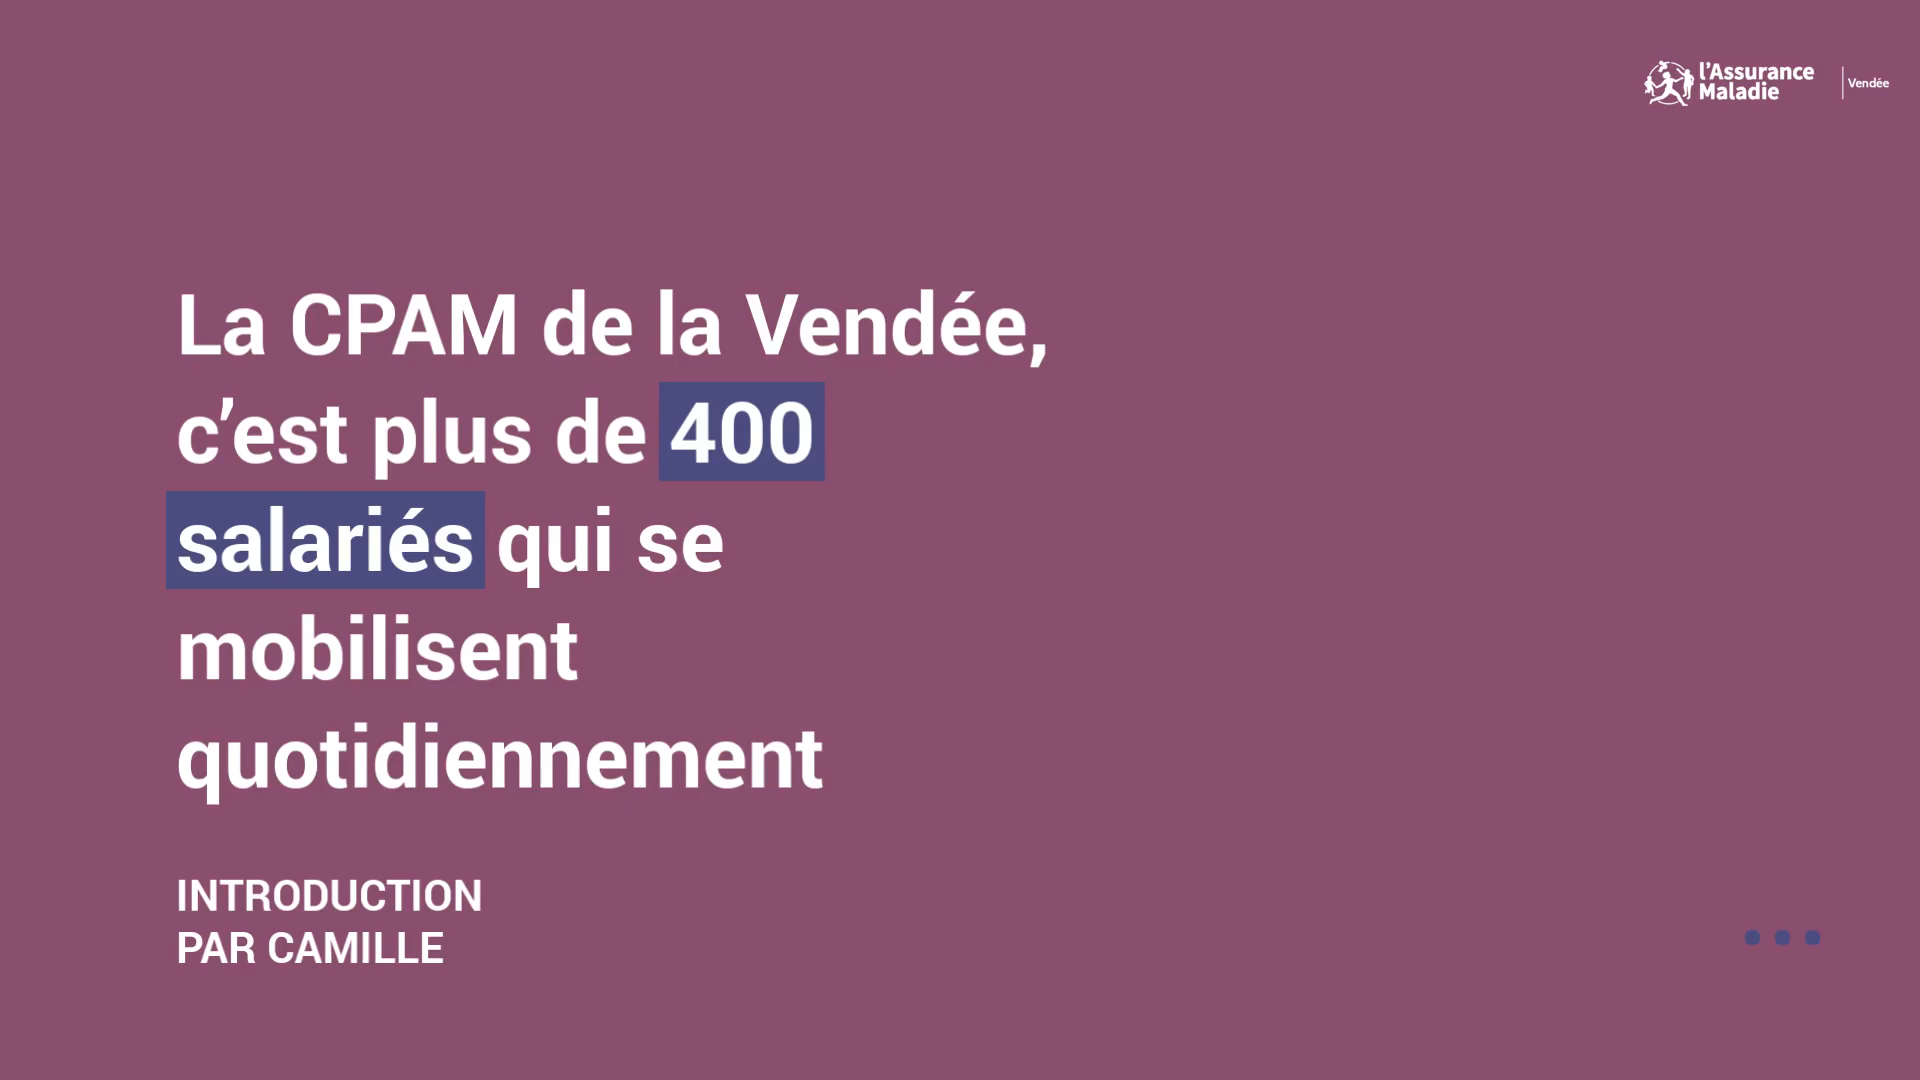 l'Assurance
Maladie
Vendée
La CPAM de la Vendée,
c’est plus de 400
salariés qui se
mobilisent
quotidiennement
INTRODUCTION
PAR CAMILLE